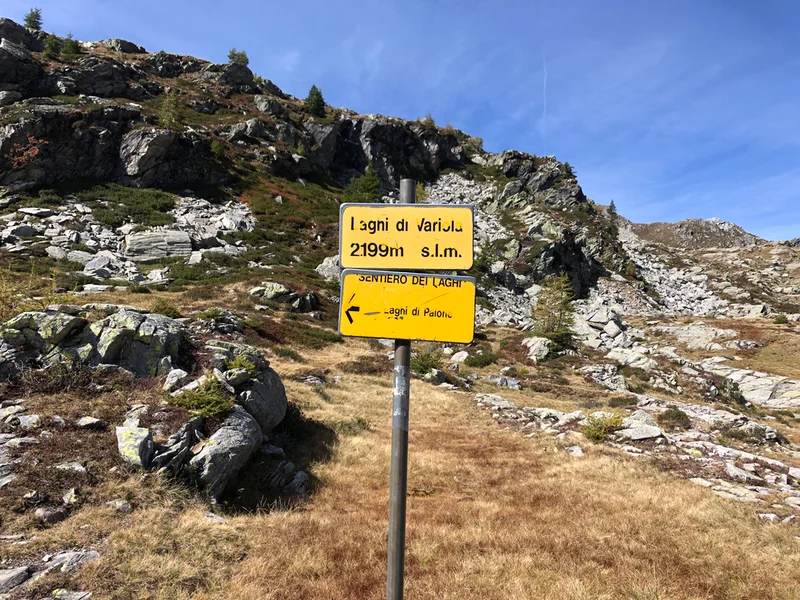 Lagni di Variola
2199m s.l.m.
SENTIERO DEI LAGHI
Lagni di Paione